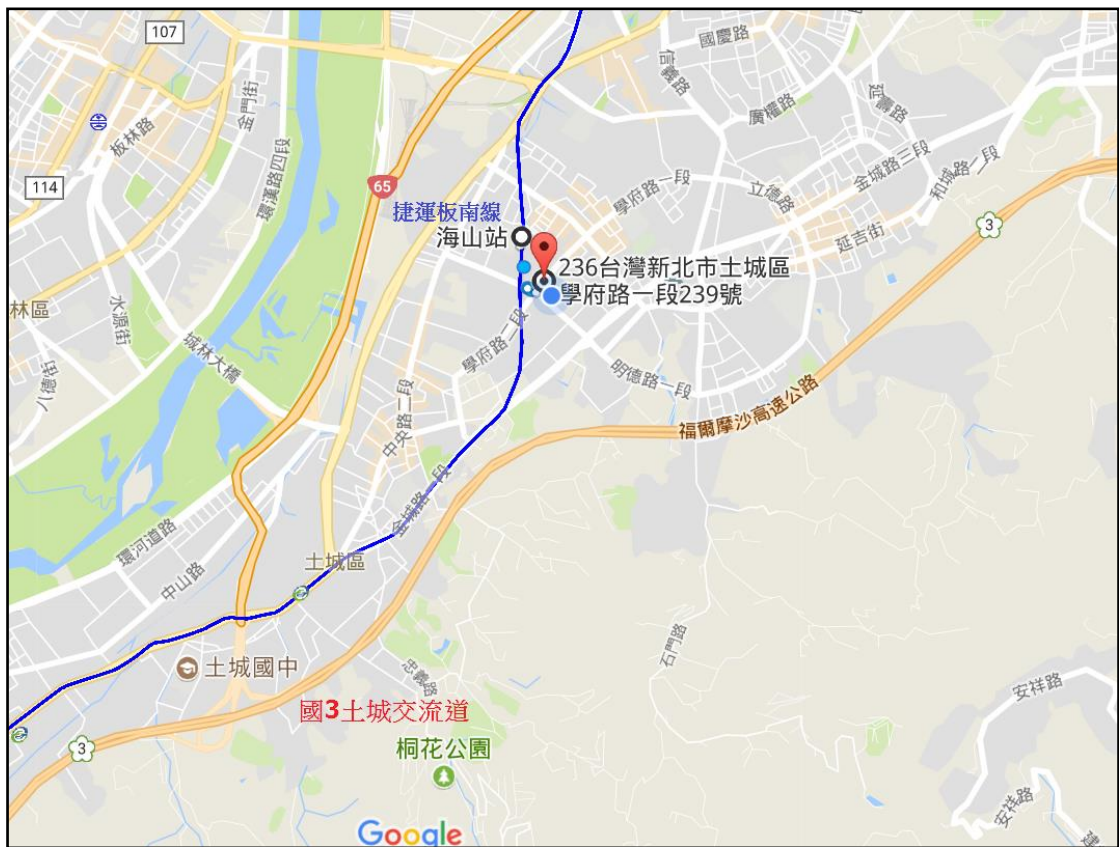 107
國慶路
信義路
延壽路
金門街
板林路
廣權路
環漢路四段
金城路三段
和城路一段
114
65
學府路一段
立德路
捷運板南線
延吉街
3
海山站
236台灣新北市土城區
學府路一段239號
林區
水源街
城林大橋
學府路二段
八德街
明德路一段
中央路二段
福爾摩沙高速公路
金城路一段
環河道路
土城區
中山路
石門路
土城國中
忠義路
安祥路
國3土城交流道
3
桐花公園
安祥路
Google